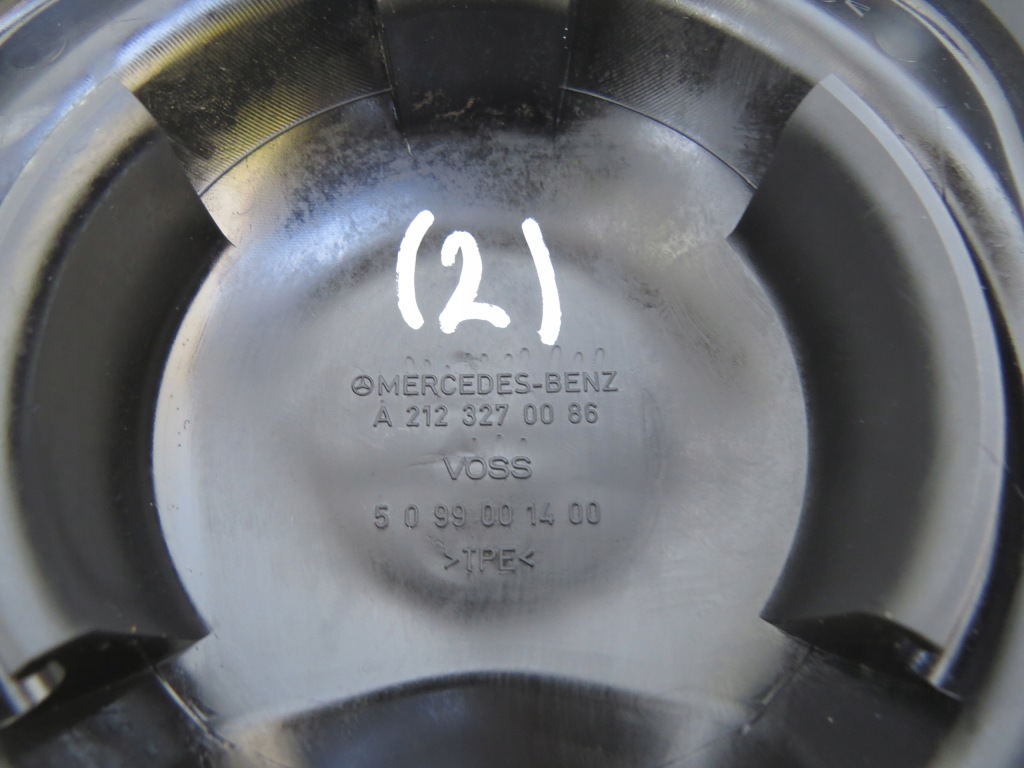 (2)
MERCEDES-BENZ
A 212 327 00 86
VOSS
5 0 99 00 14 00
>TPE<